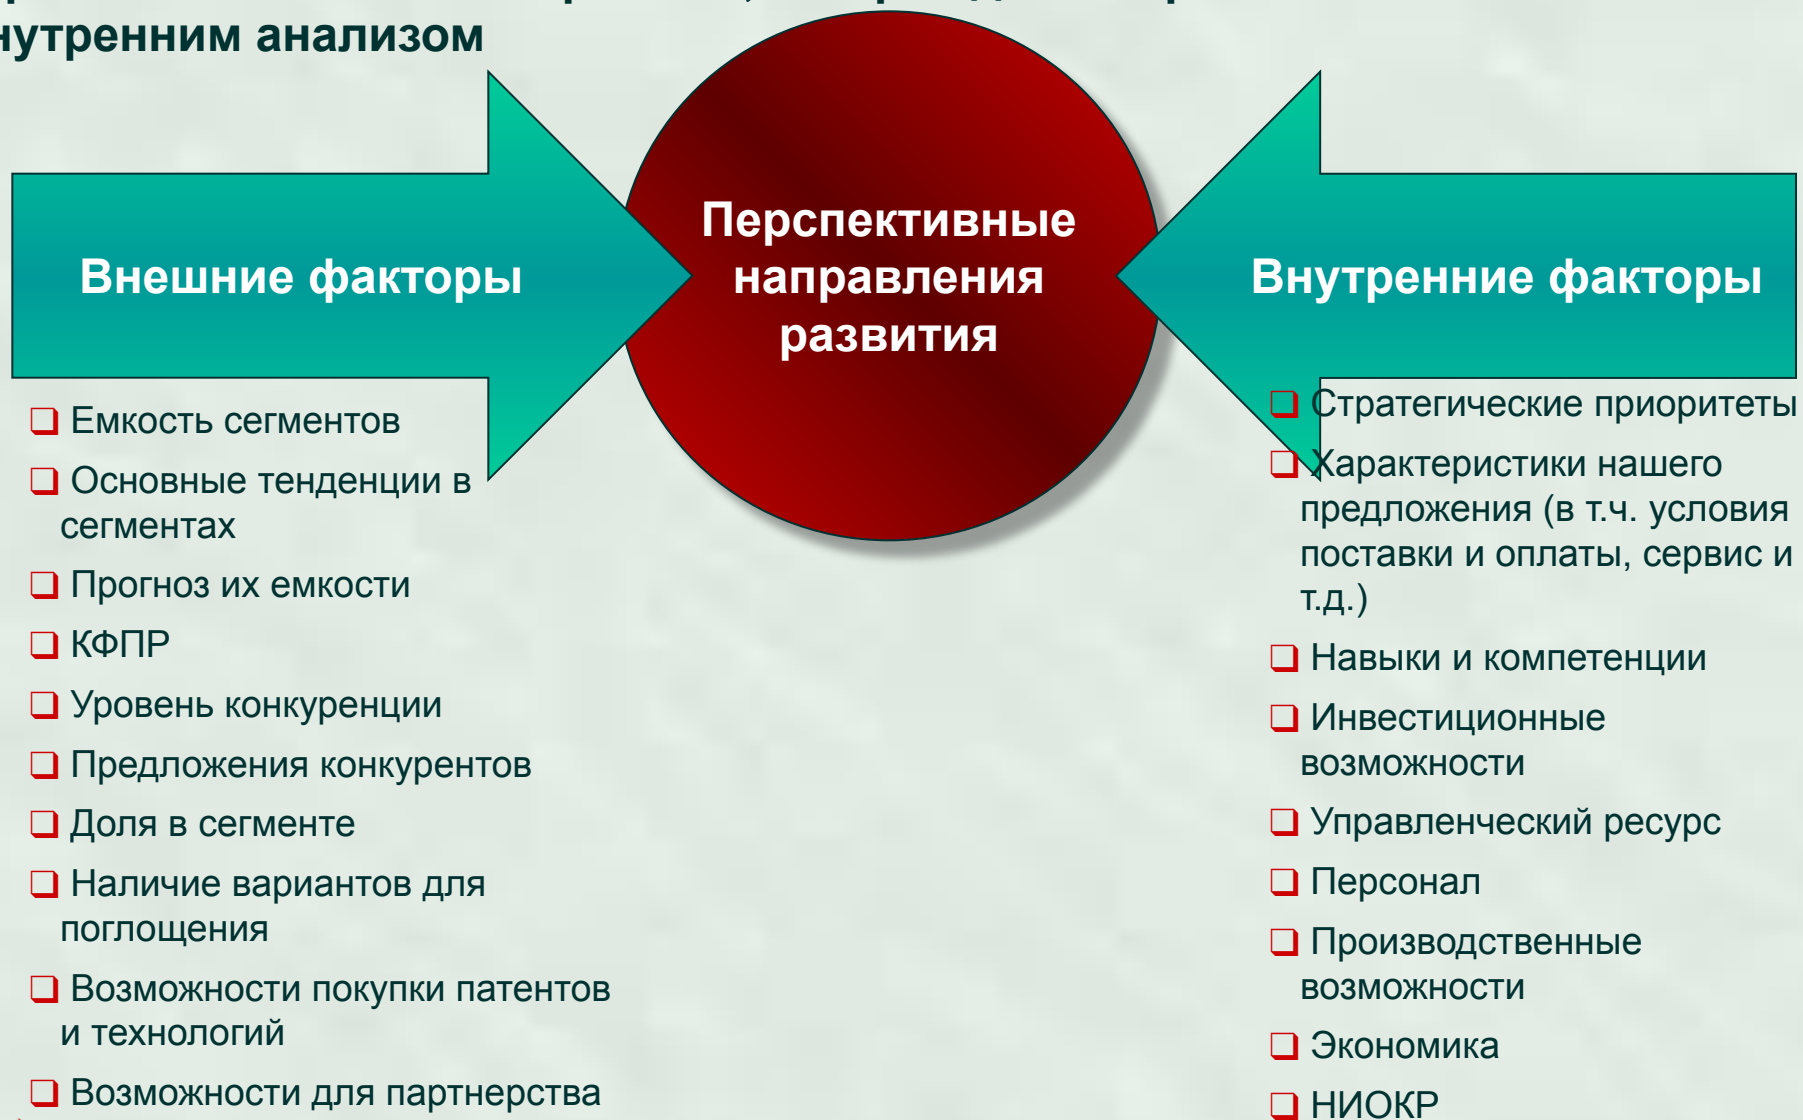 анализом
Внешние факторы
Емкость сегментов
Основные тенденции в
сегментах
Прогноз их емкости
КФПР
Уровень конкуренции
Предложения конкурентов
Доля в сегменте
Наличие вариантов для
поглощения
Возможности покупки патентов
и технологий
Возможности для партнерства
Перспективные
направления
развития
Внутренние факторы
Стратегические приоритеты
Характеристики нашего
предложения (в т.ч. условия
поставки и оплаты, сервис и
т.д.)
Навыки и компетенции
Инвестиционные
возможности
Управленческий ресурс
Персонал
Производственные
возможности
Экономика
НИОКР